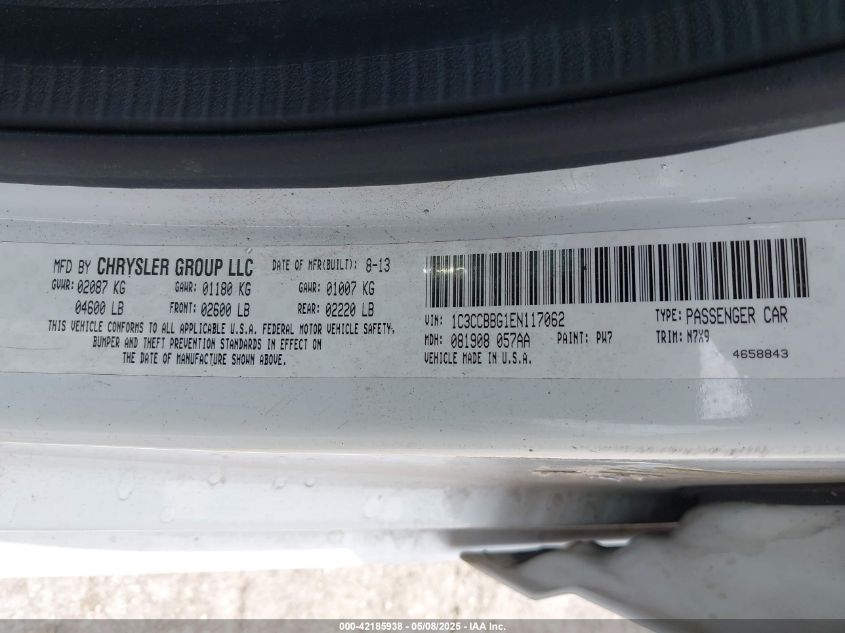 MFD BY CHRYSLER GROUP LLC DATE OF MFR(BUILT): 8-13
GVWR: 02087 KG GAWR: 01180 KG GAWR: 01007 KG
04600 LB FRONT: 02600 LB REAR: 02220 LB
THIS VEHICLE CONFORMS TO ALL APPLICABLE U.S.A. FEDERAL MOTOR VEHICLE SAFETY,
BUMPER AND THEFT PREVENTION STANDARDS IN EFFECT ON
THE DATE OF MANUFACTURE SHOWN ABOVE.
VIN: 1C3CCBBG1EN117062 TYPE: PASSENGER CAR
MDH: 081908 057AA PAINT: PW7 TRIM: N7X9
VEHICLE MADE IN U.S.A. 4658843
000-42185938 - 05/08/2025 - IAA Inc.